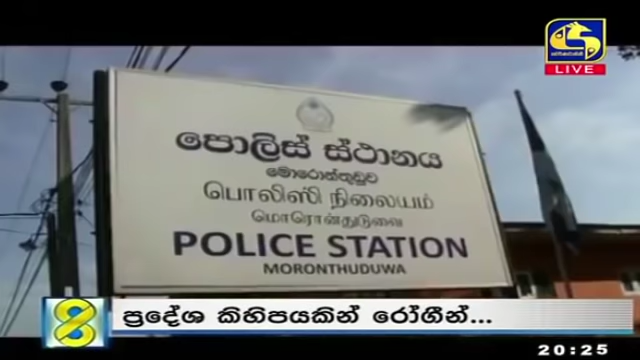 LIVE
පොලිස් ස්ථානය
මොරොන්තුඩුව
பொலிஸ் நிலையம்
மொரொன்துடுவை
POLICE STATION
MORONTHUDUWA
8 ප්‍රදේශ කිහිපයකින් රෝගීන්...
20:25